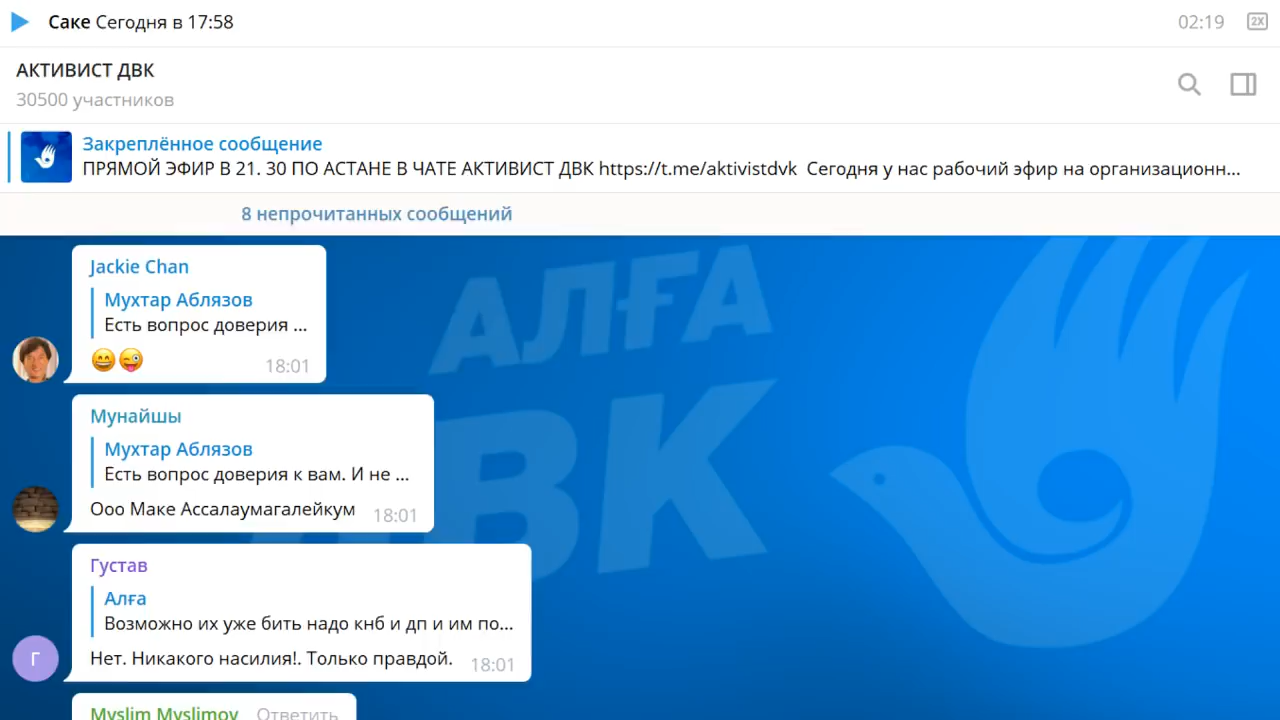 Саке Сегодня в 17:58
02:19
2X
АКТИВИСТ ДВК
30500 участников
Закреплённое сообщение
ПРЯМОЙ ЭФИР В 21. 30 ПО АСТАНЕ В ЧАТЕ АКТИВИСТ ДВК https://t.me/aktivistdvk Сегодня у нас рабочий эфир на организационн...
8 непрочитанных сообщений
АЛҒА
ДВК
Jackie Chan
Мухтар Аблязов
Есть вопрос доверия ...
😄😜
18:01
Мунайшы
Мухтар Аблязов
Есть вопрос доверия к вам. И не ...
Ооо Маке Ассалаумагалейкум
18:01
Густав
Алға
Возможно их уже бить надо кнб и дп и им по...
Г
Нет. Никакого насилия!. Только правдой.
18:01
Myslim Myslimov Ответить